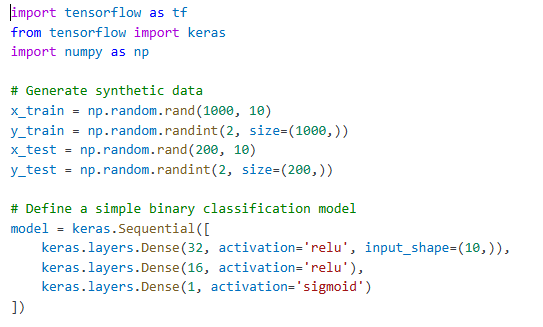 import tensorflow as tf
from tensorflow import keras
import numpy as np

# Generate synthetic data
x_train = np.random.rand(1000, 10)
y_train = np.random.randint(2, size=(1000,))
x_test = np.random.rand(200, 10)
y_test = np.random.randint(2, size=(200,))

# Define a simple binary classification model
model = keras.Sequential([
    keras.layers.Dense(32, activation='relu', input_shape=(10,)),
    keras.layers.Dense(16, activation='relu'),
    keras.layers.Dense(1, activation='sigmoid')
])